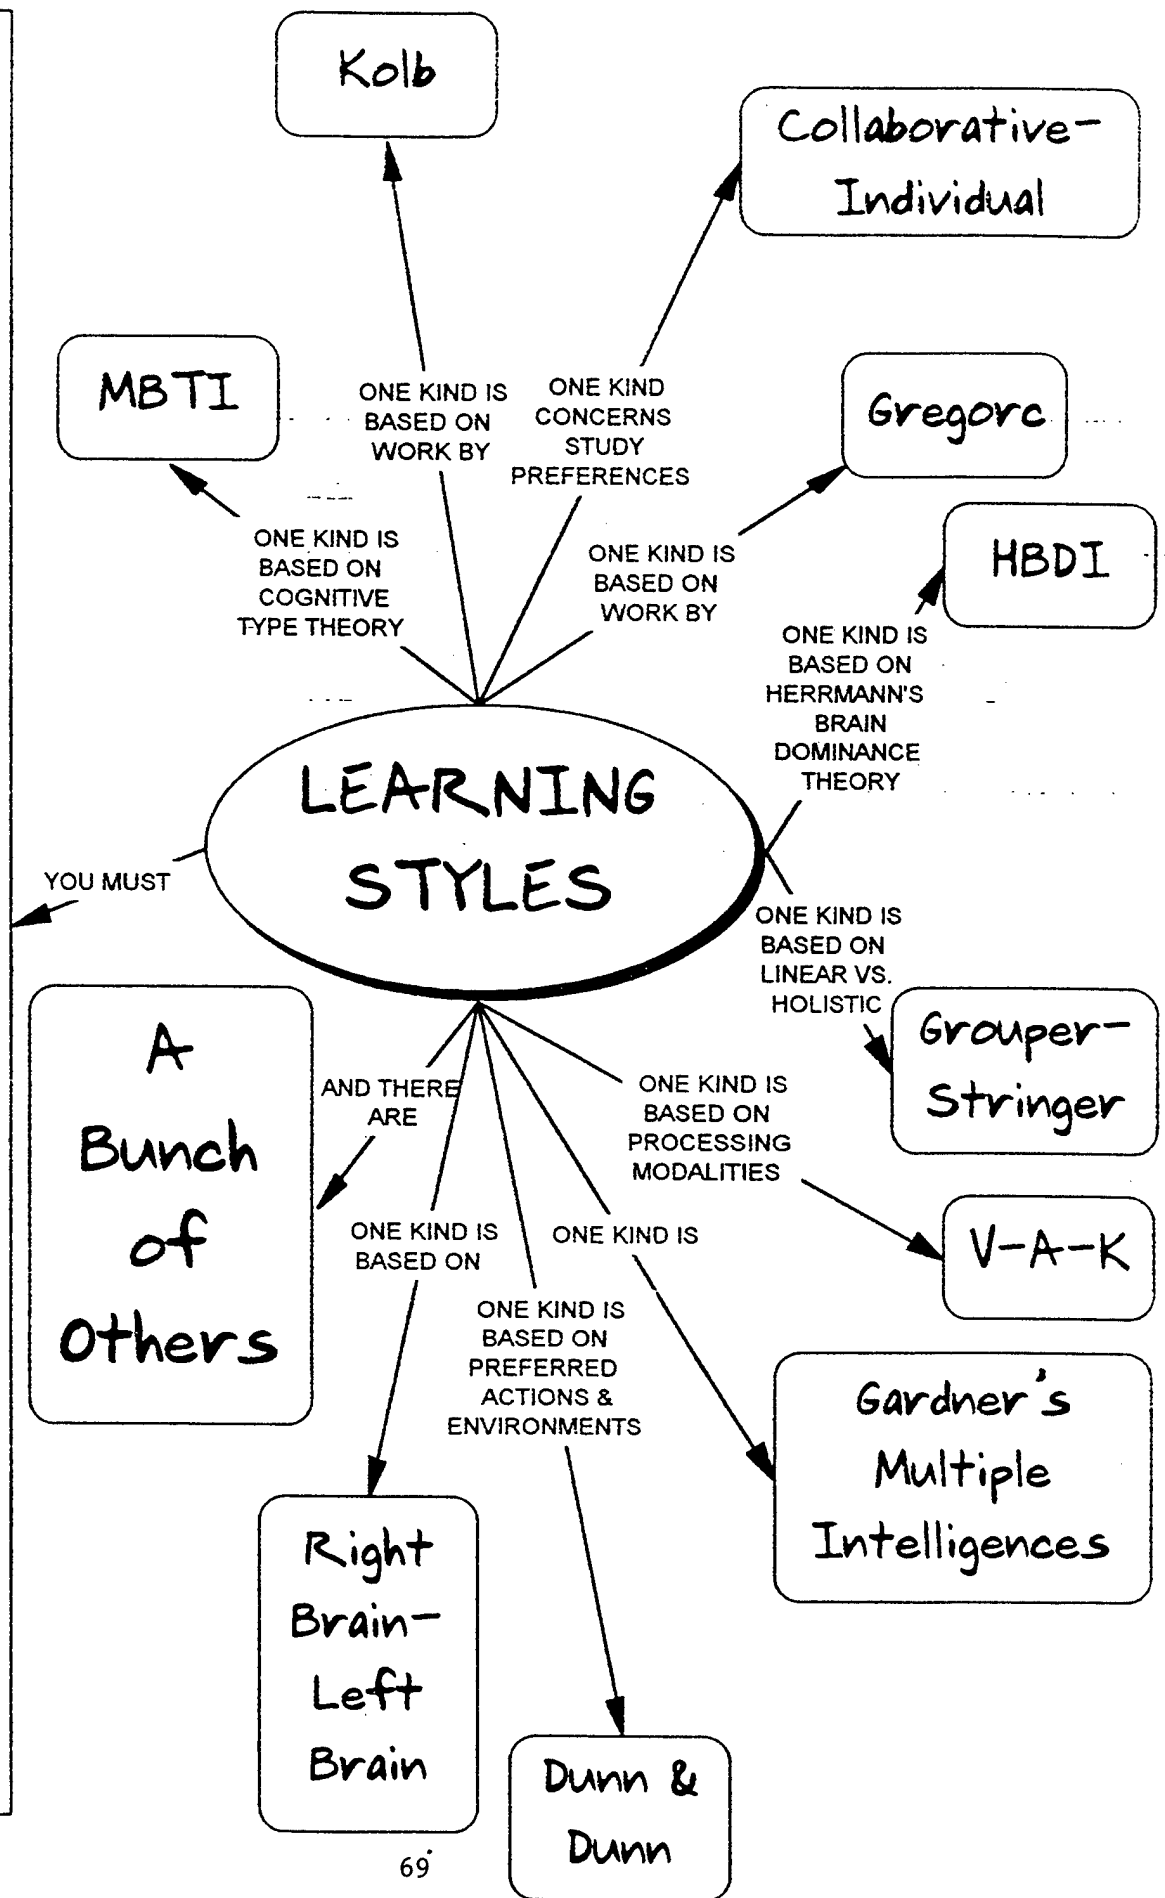 Kolb
Collaborative-
Individual
MBTI
ONE KIND IS
BASED ON
WORK BY
ONE KIND
CONCERNS
STUDY
PREFERENCES
Gregorc
HBDI
ONE KIND IS
BASED ON
COGNITIVE
TYPE THEORY
ONE KIND IS
BASED ON
WORK BY
ONE KIND IS
BASED ON
HERRMANN'S
BRAIN
DOMINANCE
THEORY
LEARNING
STYLES
YOU MUST
ONE KIND IS
BASED ON
LINEAR VS.
HOLISTIC
Grouper-
Stringer
A
Bunch
of
Others
AND THERE
ARE
ONE KIND IS
BASED ON
PROCESSING
MODALITIES
V-A-K
ONE KIND IS
BASED ON
ONE KIND IS
ONE KIND IS
BASED ON
PREFERRED
ACTIONS &
ENVIRONMENTS
Gardner's
Multiple
Intelligences
Right
Brain-
Left
Brain
Dunn &
Dunn
69